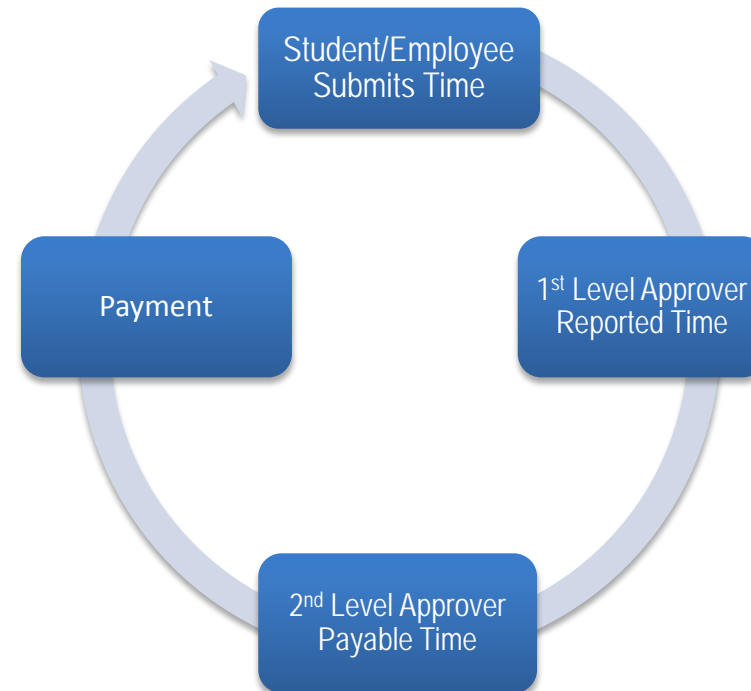 Student/Employee
Submits Time
1st Level Approver
Reported Time
2nd Level Approver
Payable Time
Payment